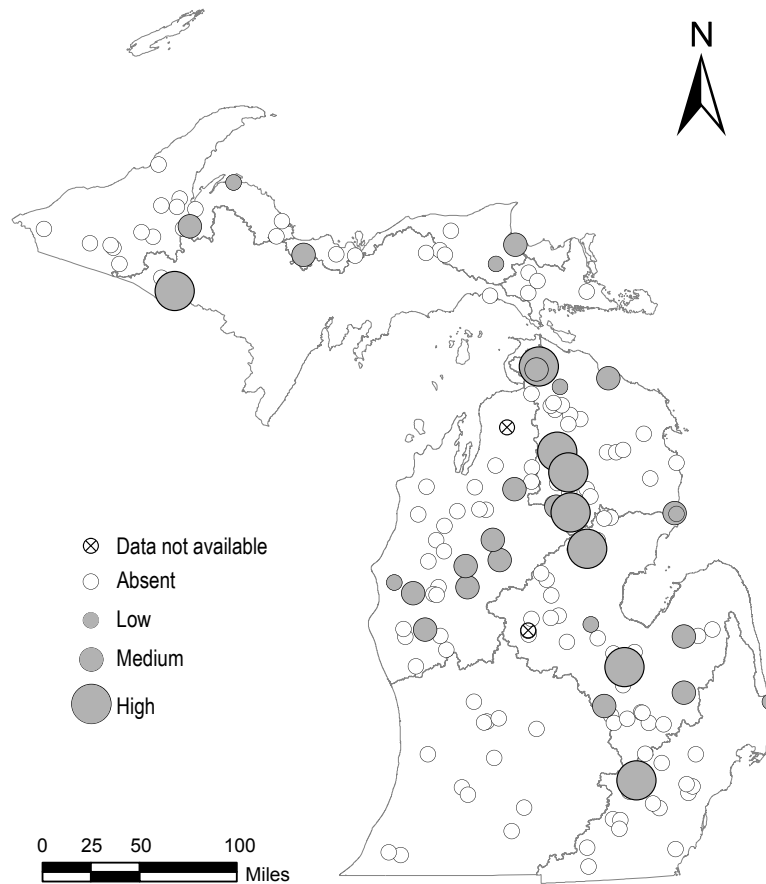 N
Data not available
Absent
Low
Medium
High
0 25 50 100
Miles